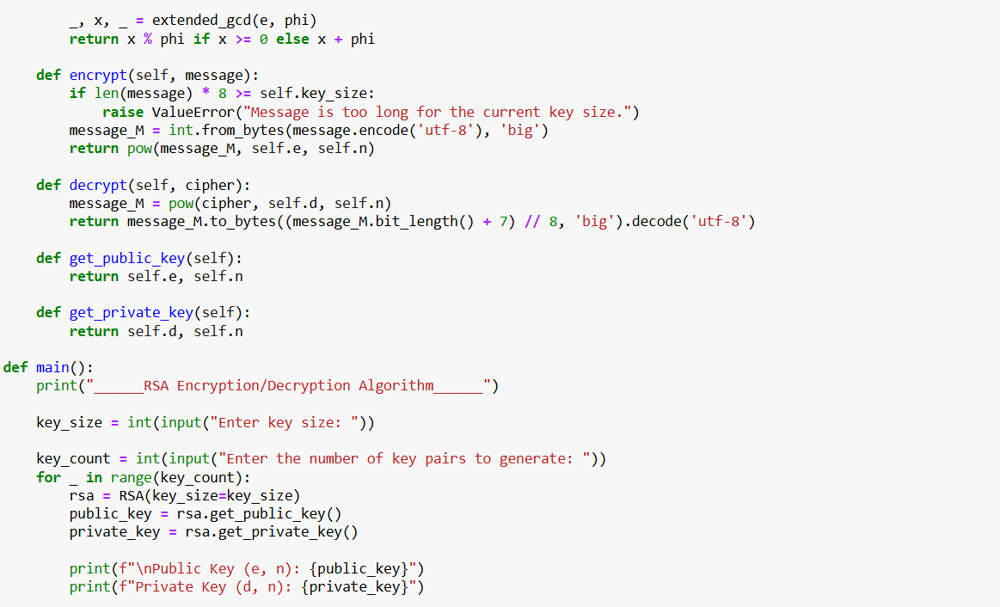 _, x, _ = extended_gcd(e, phi)
        return x % phi if x >= 0 else x + phi

    def encrypt(self, message):
        if len(message) * 8 >= self.key_size:
            raise ValueError("Message is too long for the current key size.")
        message_M = int.from_bytes(message.encode('utf-8'), 'big')
        return pow(message_M, self.e, self.n)

    def decrypt(self, cipher):
        message_M = pow(cipher, self.d, self.n)
        return message_M.to_bytes((message_M.bit_length() + 7) // 8, 'big').decode('utf-8')

    def get_public_key(self):
        return self.e, self.n

    def get_private_key(self):
        return self.d, self.n

def main():
    print("______RSA Encryption/Decryption Algorithm______")

    key_size = int(input("Enter key size: "))

    key_count = int(input("Enter the number of key pairs to generate: "))
    for _ in range(key_count):
        rsa = RSA(key_size=key_size)
        public_key = rsa.get_public_key()
        private_key = rsa.get_private_key()

        print(f"\nPublic Key (e, n): {public_key}")
        print(f"Private Key (d, n): {private_key}")